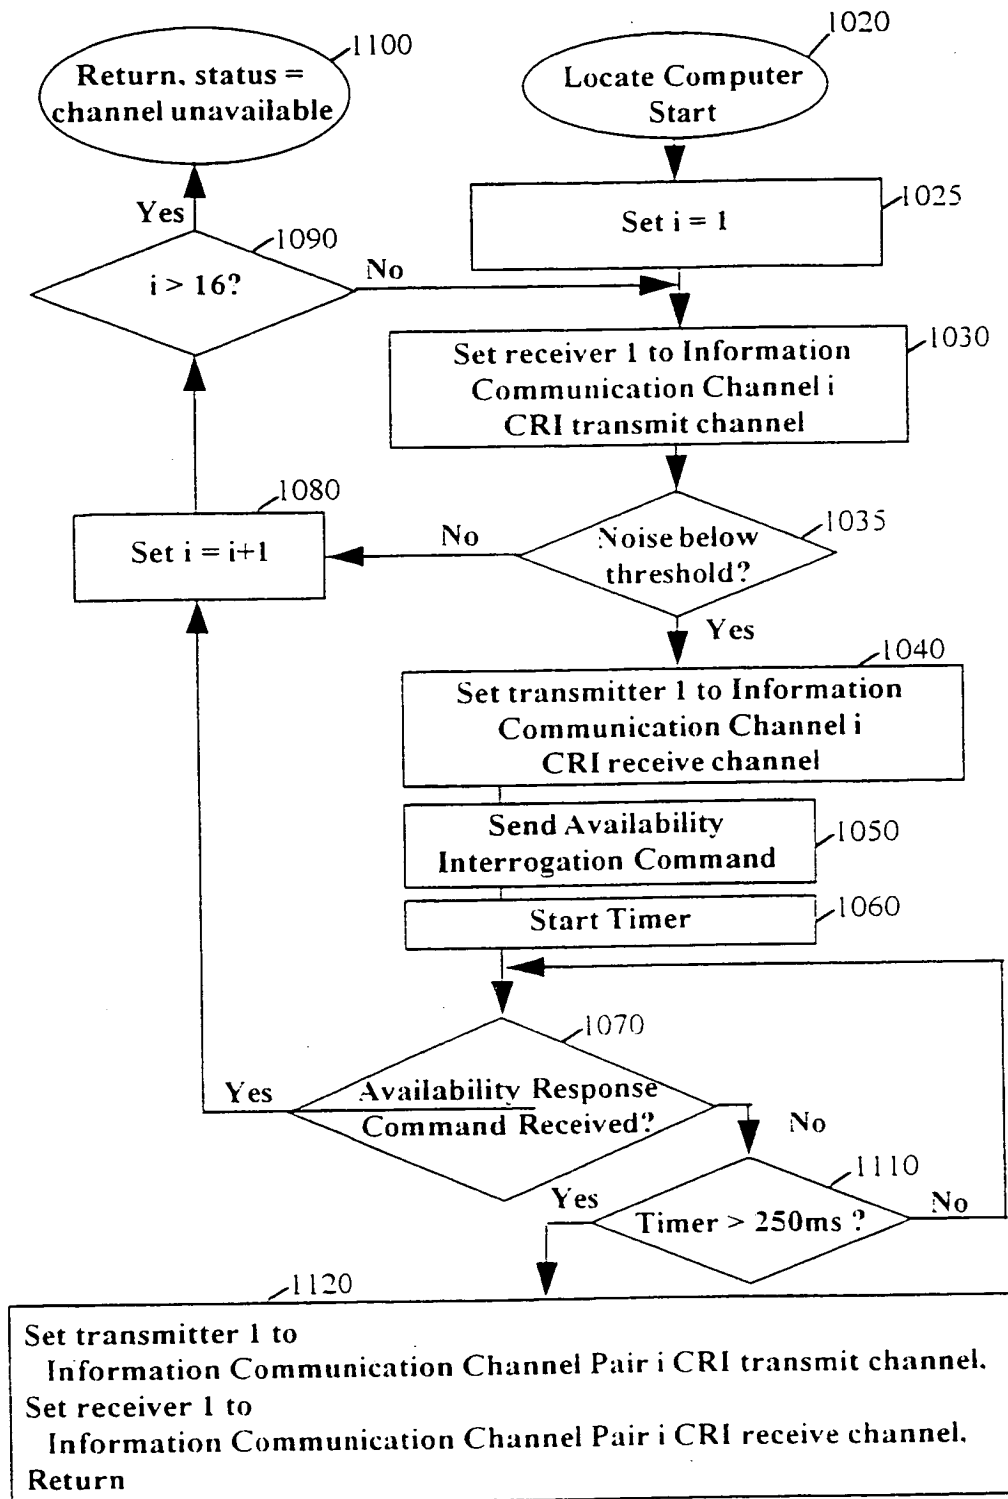 1100
Return, status =
channel unavailable
1020
Locate Computer
Start
1025
Set i = 1
Yes
1090
i > 16?
No
1030
Set receiver 1 to Information
Communication Channel i
CRI transmit channel
1080
Set i = i+1
No
1035
Noise below
threshold?
Yes
1040
Set transmitter 1 to Information
Communication Channel i
CRI receive channel
1050
Send Availability
Interrogation Command
1060
Start Timer
1070
Yes
Availability Response
Command Received?
No
1110
Yes
Timer > 250ms ?
No
1120
Set transmitter 1 to
Information Communication Channel Pair i CRI transmit channel.
Set receiver 1 to
Information Communication Channel Pair i CRI receive channel.
Return